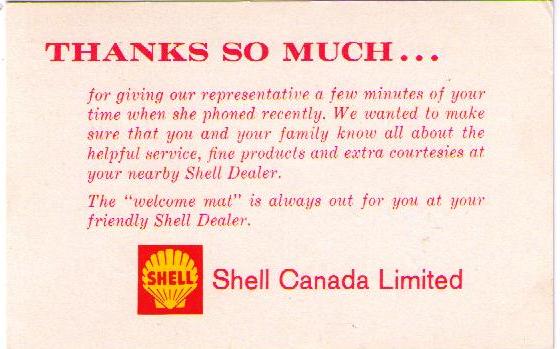 THANKS SO MUCH...
for giving our representative a few minutes of your
time when she phoned recently. We wanted to make
sure that you and your family know all about the
helpful service, fine products and extra courtesies at
your nearby Shell Dealer.
The "welcome mat" is always out for you at your
friendly Shell Dealer.
SHELL
Shell Canada Limited